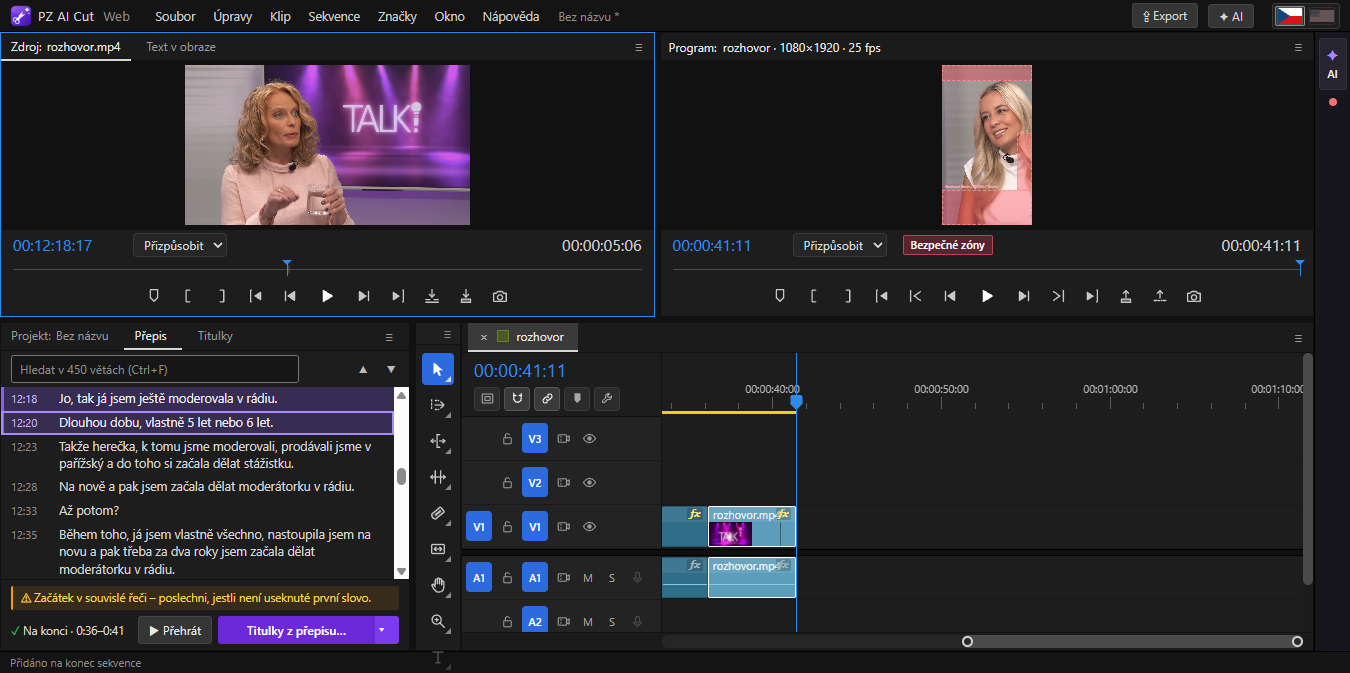 PZ AI Cut Web Soubor Úpravy Klip Sekvence Značky Okno Nápověda Bez názvu * Export AI
Zdroj: rozhovor.mp4 Text v obraze
Program: rozhovor · 1080×1920 · 25 fps
AI
TALK!
00:12:18:17 Přizpůsobit 00:00:05:06
00:00:41:11 Přizpůsobit Bezpečné zóny 00:00:41:11
Projekt: Bez názvu Přepis Titulky
Hledat v 450 větách (Ctrl+F)
12:18 Jo, tak já jsem ještě moderovala v rádiu.
12:20 Dlouhou dobu, vlastně 5 let nebo 6 let.
12:23 Takže herečka, k tomu jsme moderovali, prodávali jsme v
pařížský a do toho si začala dělat stážistku.
12:28 Na nově a pak jsem začala dělat moderátorku v rádiu.
12:33 Až potom?
12:35 Během toho, já jsem vlastně všechno, nastoupila jsem na
novu a pak třeba za dva roky jsem začala dělat
moderátorku v rádiu.
Začátek v souvislé řeči – poslechni, jestli není useknuté první slovo.
✓ Na konci · 0:36–0:41 Přehrát Titulky z přepisu...
× rozhovor
00:00:41:11
00:00:40:00 00:00:50:00 00:01:00:00 00:01:10:00
V3
V2
V1 V1 fx rozhovor.mp4 fx
TALK!
A1 A1 M S fx rozhovor.mp4 fx
A2 M S
T
Přidáno na konec sekvence